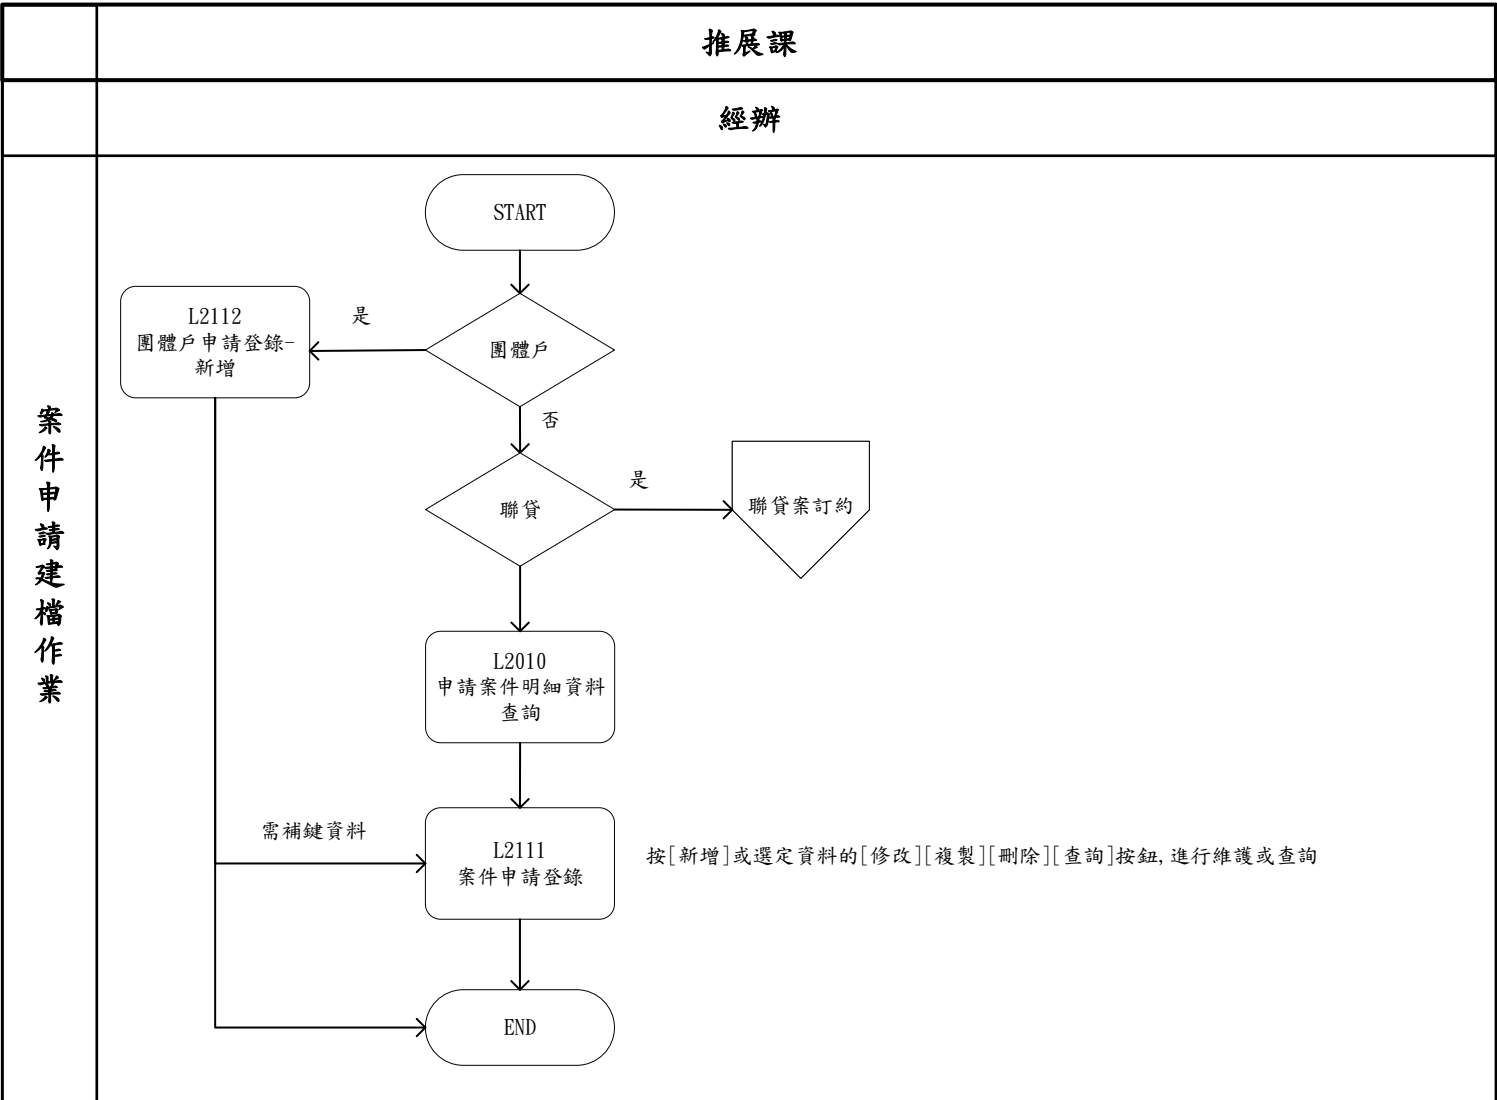 推展課
經辦
案件申請建檔作業
START
L2112
團體戶申請登錄-
新增
是
團體戶
否
是
聯貸
聯貸案訂約
L2010
申請案件明細資料
查詢
需補鍵資料
L2111
案件申請登錄
按[新增]或選定資料的[修改][複製][刪除][查詢]按鈕,進行維護或查詢
END